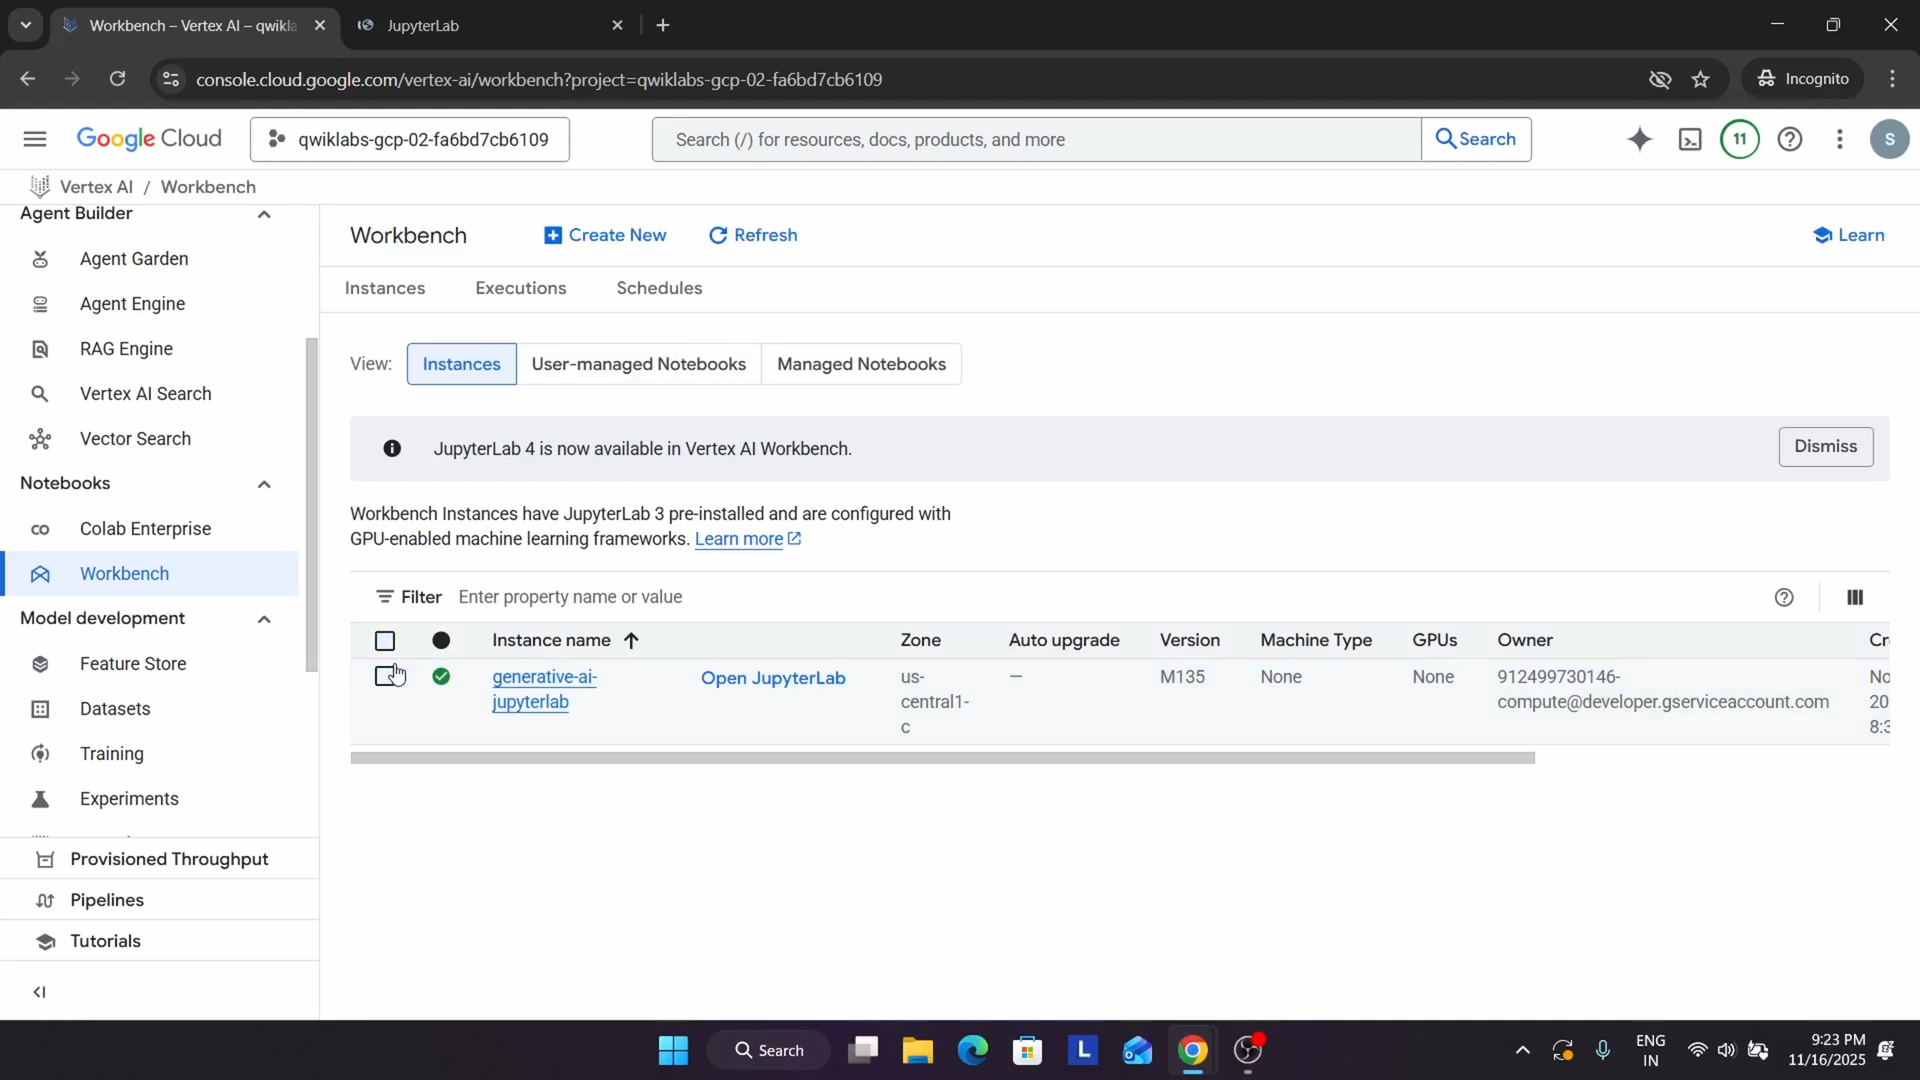 Workbench – Vertex AI – qwikla
JupyterLab
console.cloud.google.com/vertex-ai/workbench?project=qwiklabs-gcp-02-fa6bd7cb6109
Incognito
Google Cloud
qwiklabs-gcp-02-fa6bd7cb6109
Search (/) for resources, docs, products, and more
Search
11
S
Vertex AI / Workbench
Agent Builder
Agent Garden
Agent Engine
RAG Engine
Vertex AI Search
Vector Search
Notebooks
Colab Enterprise
Workbench
Model development
Feature Store
Datasets
Training
Experiments
Provisioned Throughput
Pipelines
Tutorials
Workbench
Create New
Refresh
Learn
Instances
Executions
Schedules
View:
Instances
User-managed Notebooks
Managed Notebooks
JupyterLab 4 is now available in Vertex AI Workbench.
Dismiss
Workbench Instances have JupyterLab 3 pre-installed and are configured with
GPU-enabled machine learning frameworks. Learn more
Filter Enter property name or value
Instance name Zone Auto upgrade Version Machine Type GPUs Owner Cr
generative-ai- Open JupyterLab us- — M135 None None 912499730146- No
jupyterlab central1- compute@developer.gserviceaccount.com 20
c 8:3
Search
L
ENG
IN
9:23 PM
11/16/2025